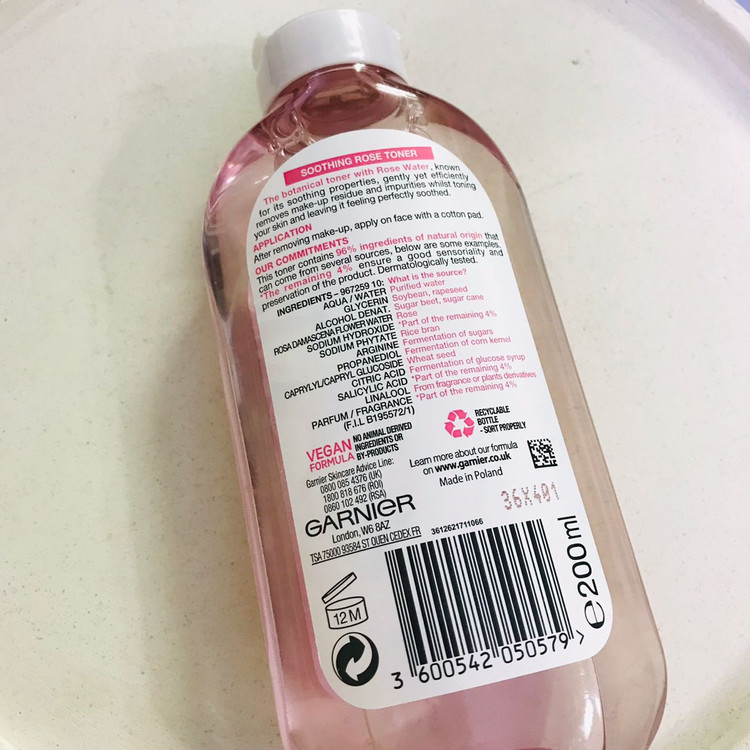 SOOTHING ROSE TONER
The botanical toner with Rose Water, known
for its soothing properties, gently yet efficiently
removes make-up residue and impurities whilst toning
your skin and leaving it feeling perfectly soothed.
APPLICATION
After removing make-up, apply on face with a cotton pad.
OUR COMMITMENTS
This toner contains 96% ingredients of natural origin that
can come from several sources, below are some examples.
*The remaining 4% ensure a good sensoriality and
preservation of the product. Dermatologically tested.
INGREDIENTS - 967259 10: What is the source?
AQUA / WATER Purified water
GLYCERIN Soybean, rapeseed
ALCOHOL DENAT. Sugar beet, sugar cane
ROSA DAMASCENA FLOWER WATER Rose
SODIUM HYDROXIDE *Part of the remaining 4%
SODIUM PHYTATE Rice bran
ARGININE Fermentation of sugars
PROPANEDIOL Fermentation of corn kernel
CAPRYLYL/CAPRYL GLUCOSIDE Wheat seed
CITRIC ACID Fermentation of glucose syrup
SALICYLIC ACID *Part of the remaining 4%
LINALOOL From fragrance or plants derivatives
PARFUM / FRAGRANCE *Part of the remaining 4%
(F.I.L B195572/1)
VEGAN
FORMULA
NO ANIMAL DERIVED
INGREDIENTS OR
BY-PRODUCTS
RECYCLABLE
BOTTLE
- SORT PROPERLY
Garnier Skincare Advice Line:
0800 085 4376 (UK)
1800 818 676 (ROI)
0860 102 492 (RSA)
Learn more about our formula
on www.garnier.co.uk
Made in Poland
36X401
GARNIER
London, W6 8AZ
TSA 75000 93584 ST OUEN CEDEX FR
3612621711066
12M
e 200ml
3 600542 050579 >